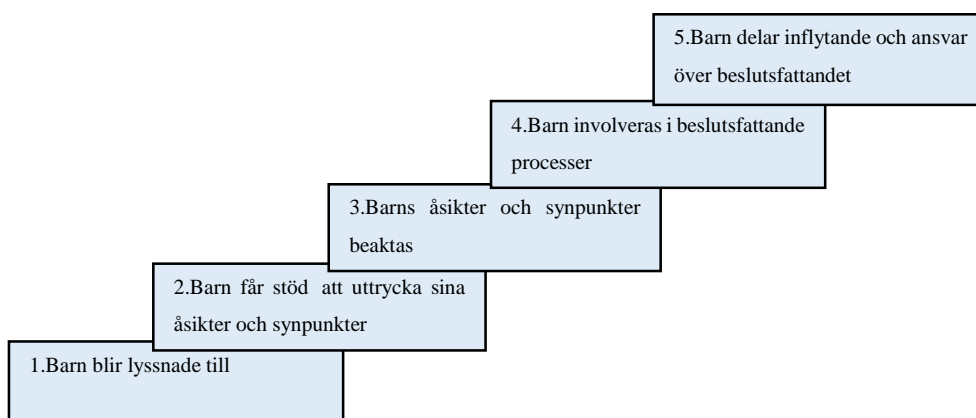 5.Barn delar inflytande och ansvar
över beslutsfattandet
4.Barn involveras i beslutsfattande
processer
3.Barns åsikter och synpunkter
beaktas
2.Barn får stöd att uttrycka sina
åsikter och synpunkter
1.Barn blir lyssnade till